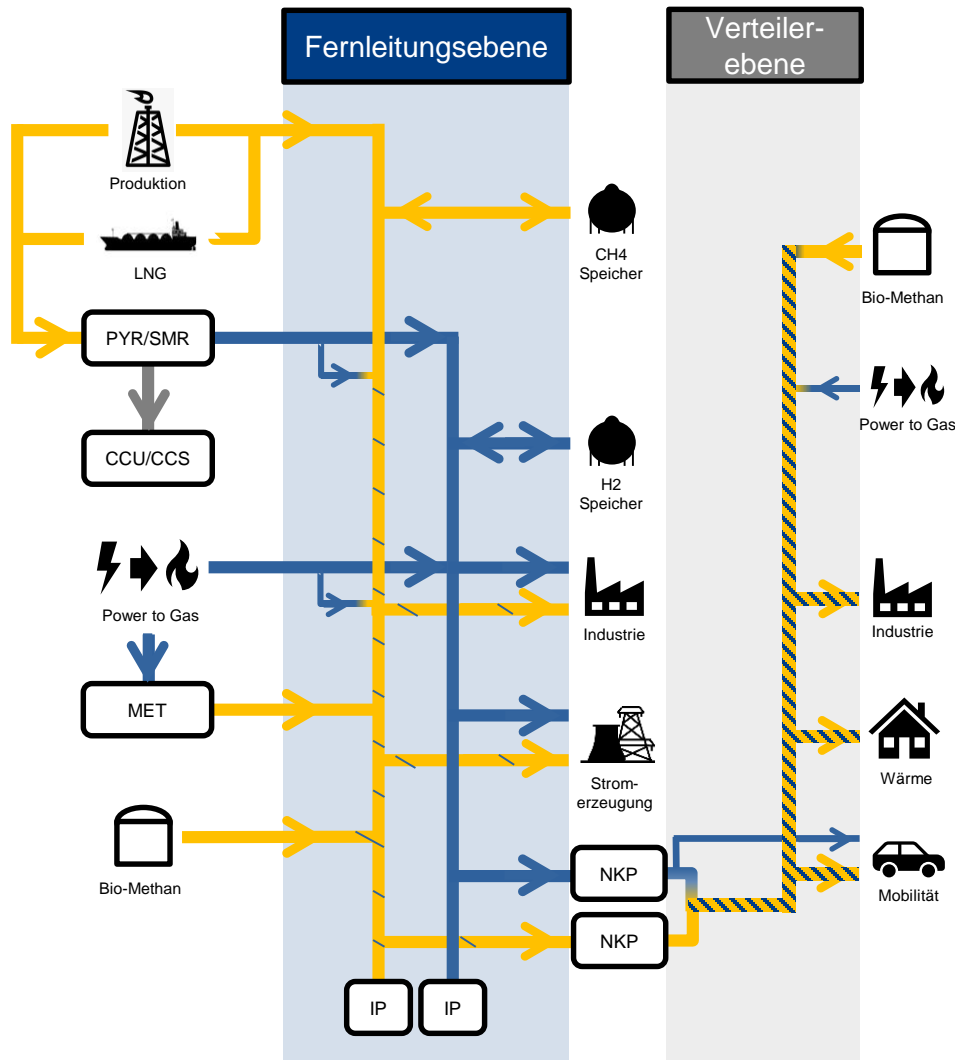 Fernleitungsebene
Verteiler-
ebene
Produktion
LNG
PYR/SMR
CCU/CCS
Power to Gas
MET
Bio-Methan
CH4
Speicher
H2
Speicher
Industrie
Strom-
erzeugung
NKP
NKP
IP
IP
Bio-Methan
Power to Gas
Industrie
Wärme
Mobilität